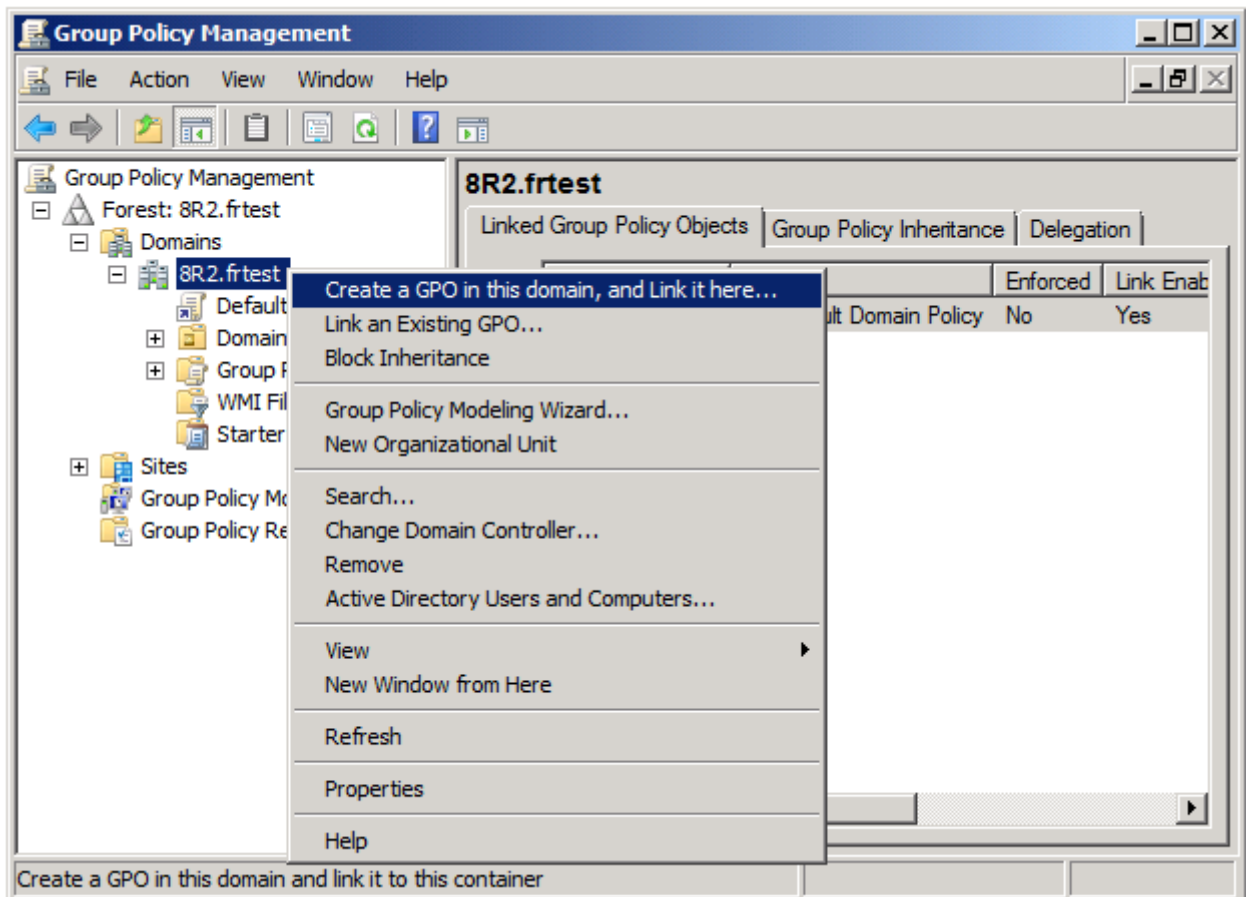 Group Policy Management
File Action View Window Help
Group Policy Management
Forest: 8R2.frtest
Domains
8R2.frtest
Default
Domain
Group
WMI
Starter
Sites
Group Policy
Group Policy
8R2.frtest
Linked Group Policy Objects Group Policy Inheritance Delegation
Enforced Link Enab
Domain Policy No Yes
Create a GPO in this domain, and Link it here...
Link an Existing GPO...
Block Inheritance
Group Policy Modeling Wizard...
New Organizational Unit
Search...
Change Domain Controller...
Remove
Active Directory Users and Computers...
View
New Window from Here
Refresh
Properties
Help
Create a GPO in this domain and link it to this container